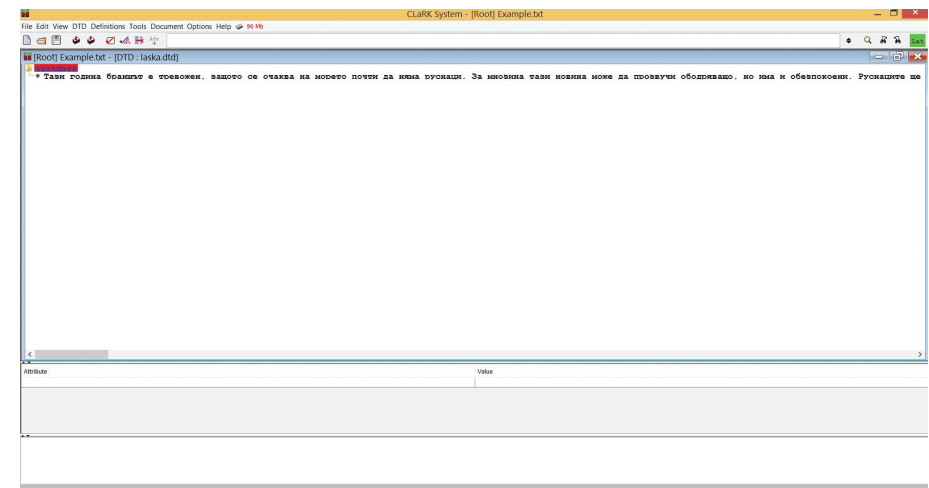 CLaRK System - [Root] Example.txt
File Edit View DTD Definitions Tools Document Options Help 96 Mb
Lat
[Root] Example.txt - [DTD : laska.dtd]
Тази година браншът е тревожен, защото се очаква на морето почти да няма руснаци. За мнозина тази новина може да прозвучи ободряващо, но има и обезпокоени. Руснаците ще
Attribute Value